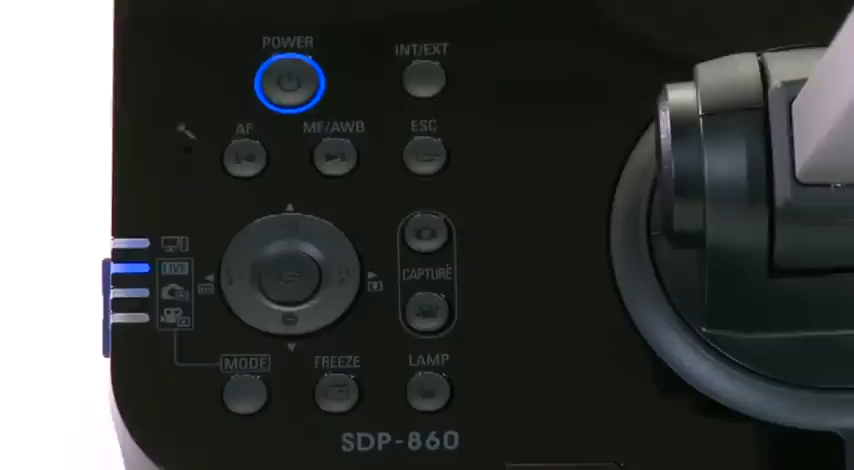 POWER
INT/EXT
AF
MF/AWB
ESC
LIVE
CAPTURE
MODE
FREEZE
LAMP
SDP-860